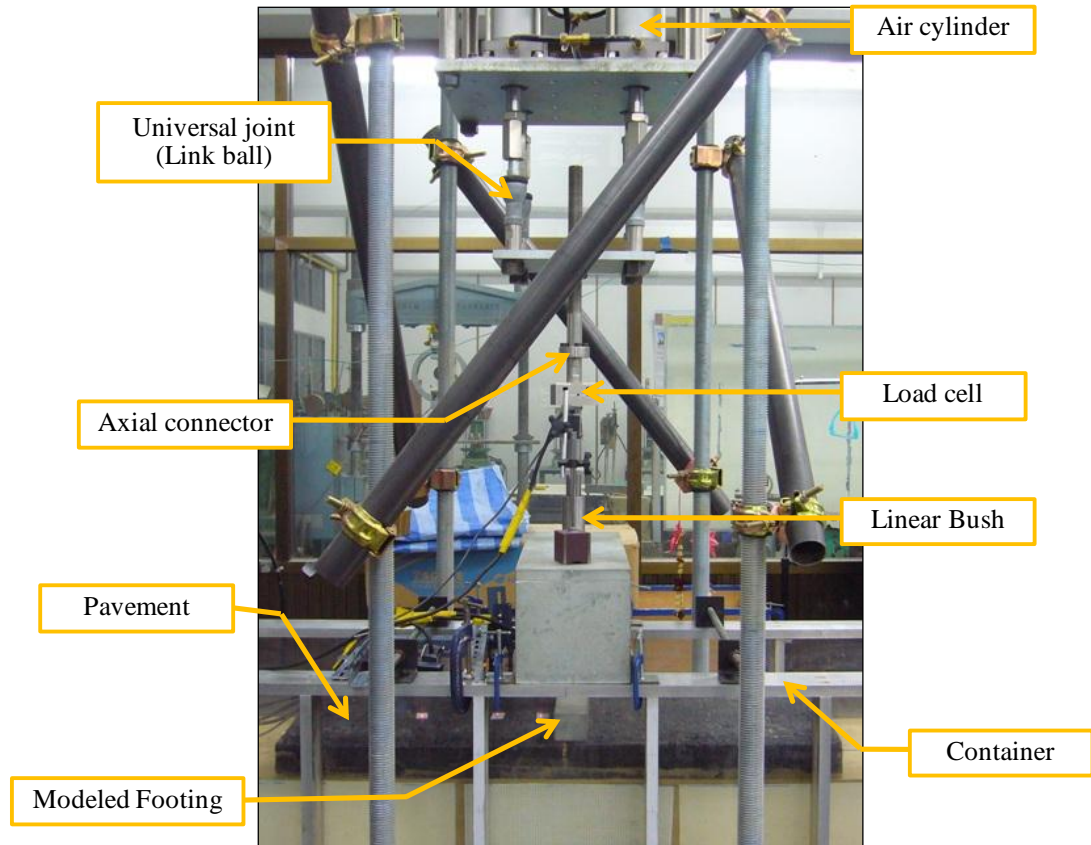 Air cylinder
Universal joint
(Link ball)
Axial connector
Load cell
Linear Bush
Pavement
Container
Modeled Footing